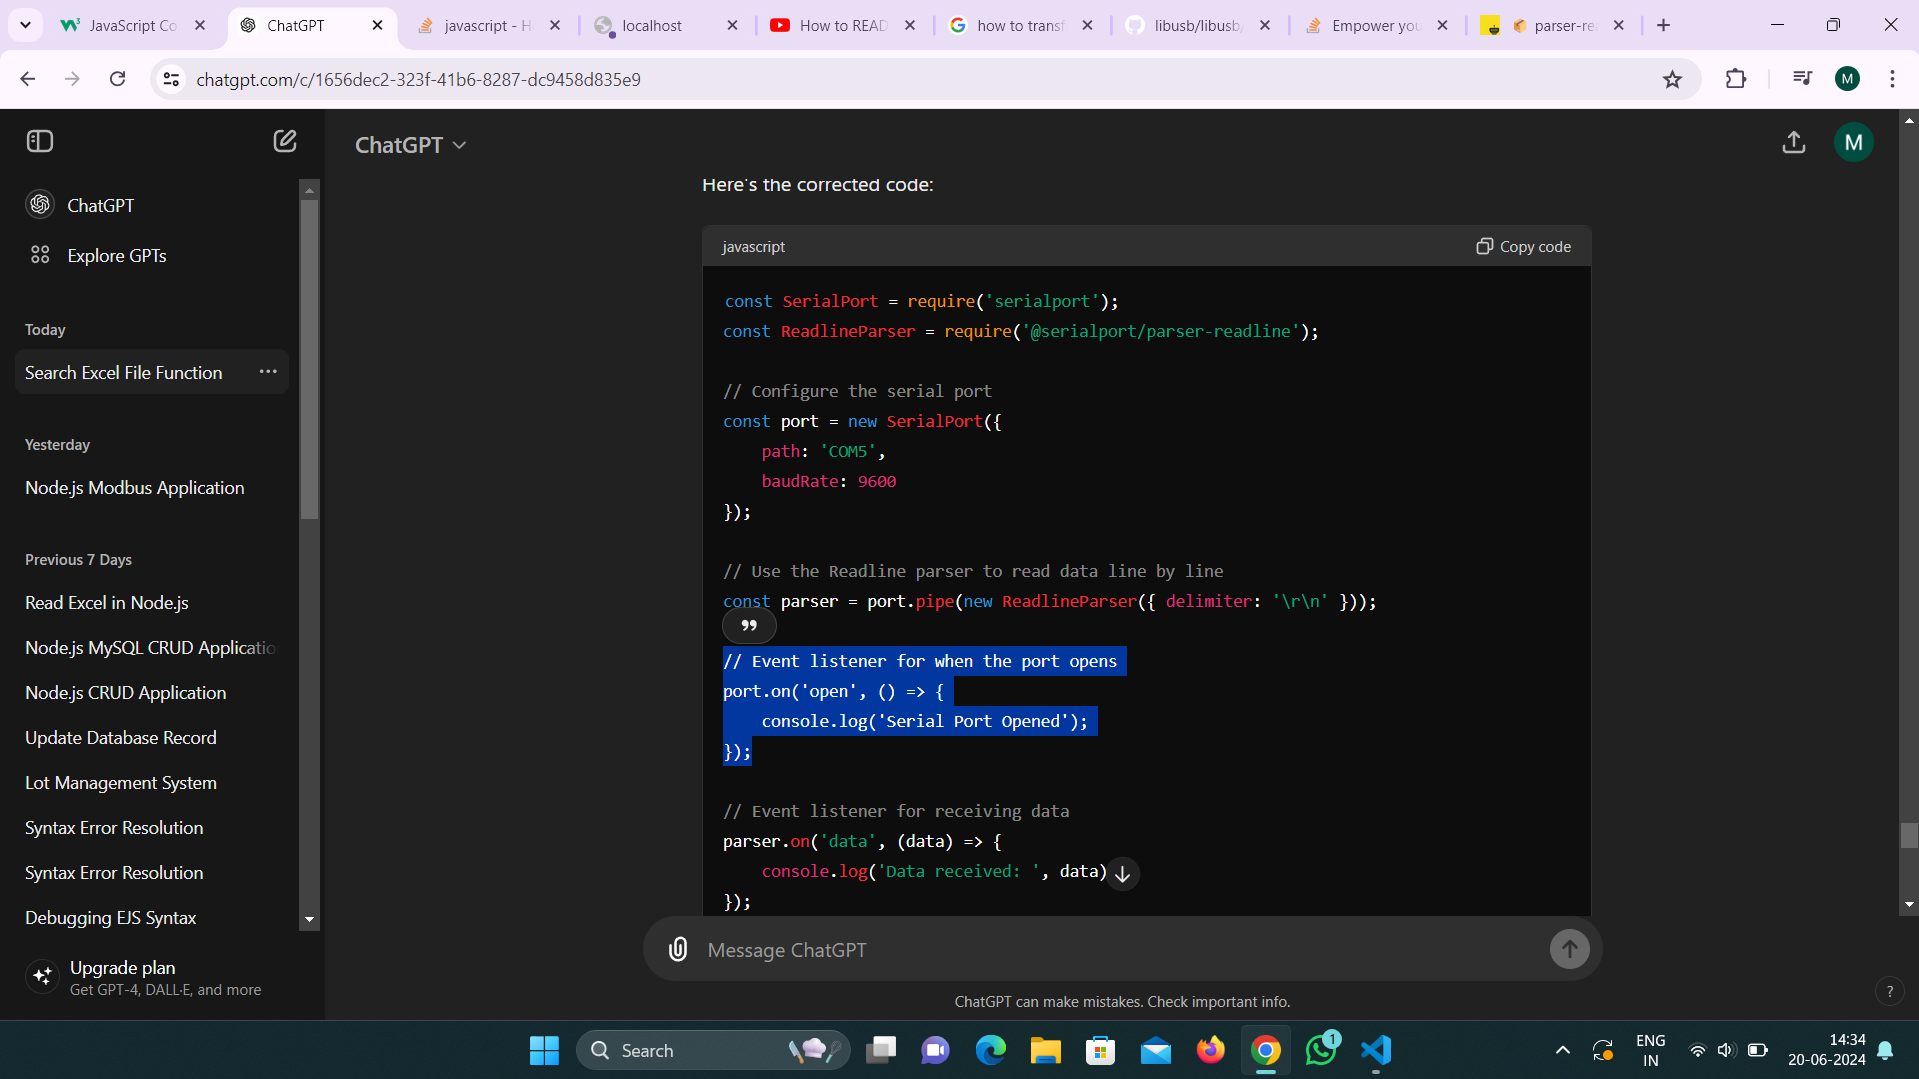 JavaScript Co
ChatGPT
javascript - H
localhost
How to READ
how to transf
libusb/libusb
Empower you
parser-re
chatgpt.com/c/1656dec2-323f-41b6-8287-dc9458d835e9
M
ChatGPT
M
ChatGPT
Explore GPTs
Today
Search Excel File Function
Yesterday
Node.js Modbus Application
Previous 7 Days
Read Excel in Node.js
Node.js MySQL CRUD Applicatio
Node.js CRUD Application
Update Database Record
Lot Management System
Syntax Error Resolution
Syntax Error Resolution
Debugging EJS Syntax
Upgrade plan
Get GPT-4, DALL·E, and more
Here's the corrected code:
javascript
Copy code
const SerialPort = require('serialport');
const ReadlineParser = require('@serialport/parser-readline');
// Configure the serial port
const port = new SerialPort({
path: 'COM5',
baudRate: 9600
});
// Use the Readline parser to read data line by line
const parser = port.pipe(new ReadlineParser({ delimiter: '\r\n' }));
// Event listener for when the port opens
port.on('open', () => {
console.log('Serial Port Opened');
});
// Event listener for receiving data
parser.on('data', (data) => {
console.log('Data received: ', data)
});
Message ChatGPT
ChatGPT can make mistakes. Check important info.
?
Search
1
ENG
IN
14:34
20-06-2024